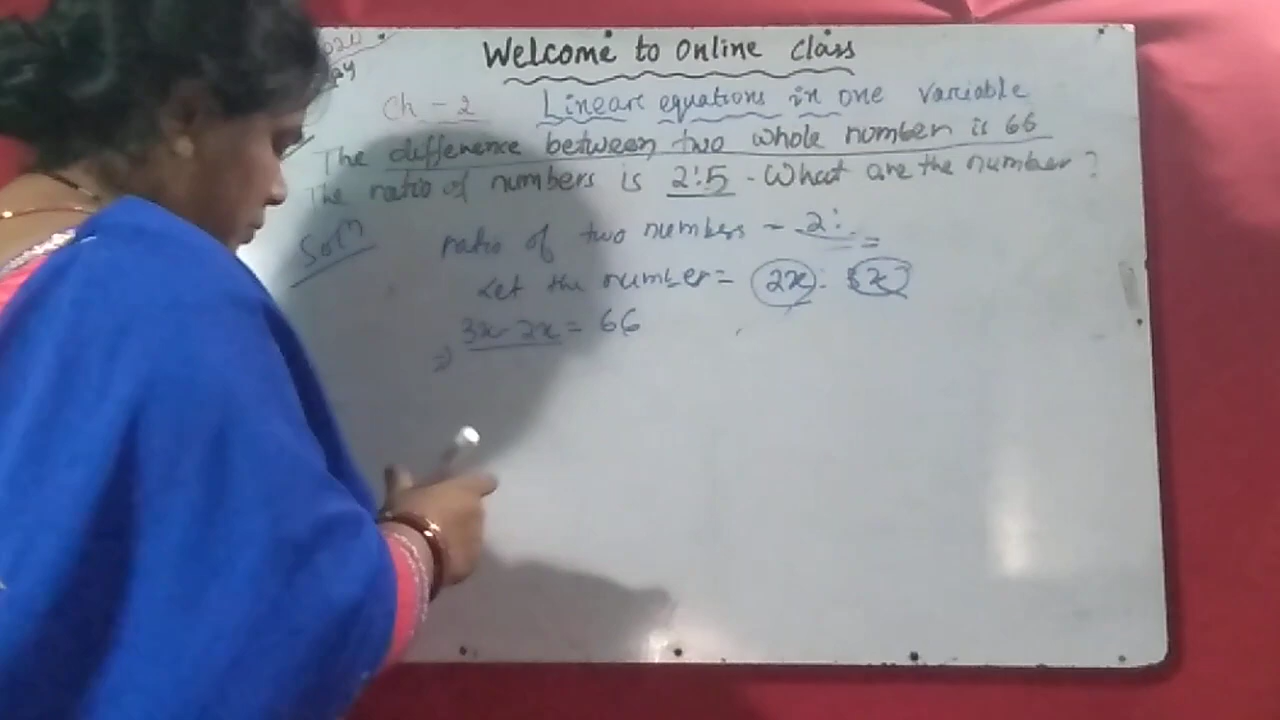 Welcome to Online Class
Ch - 2 Linear equations in one variable
The difference between two whole number is 66
The ratio of numbers is 2:5 - What are the number ?
Soln ratio of two numbers - 2:
Let the number = 2x :
3x - 2x = 66
⇒